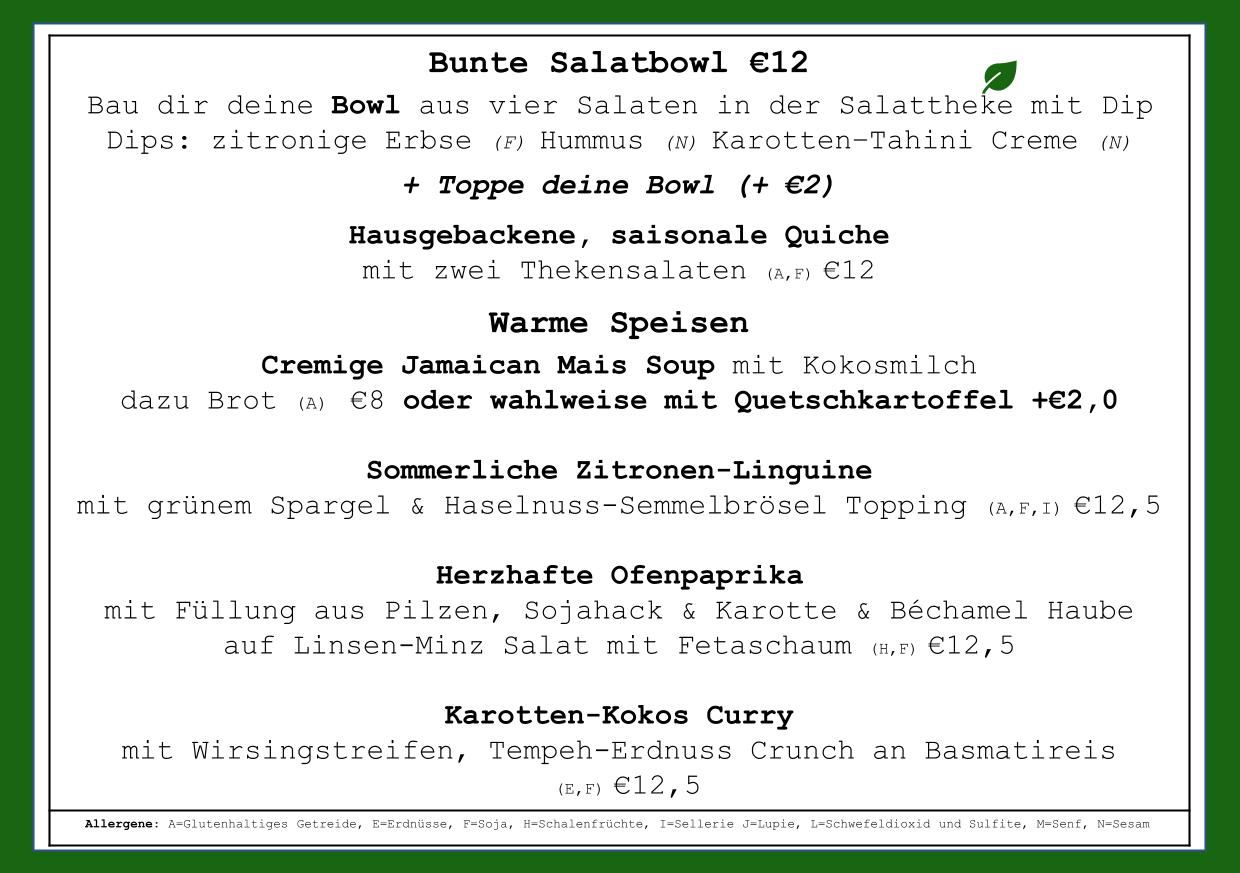 Bunte Salatbowl €12
Bau dir deine Bowl aus vier Salaten in der Salattheke mit Dip
Dips: zitronige Erbse (F) Hummus (N) Karotten-Tahini Creme (N)
+ Toppe deine Bowl (+ €2)
Hausgebackene, saisonale Quiche
mit zwei Thekensalaten (A,F) €12
Warme Speisen
Cremige Jamaican Mais Soup mit Kokosmilch
dazu Brot (A) €8 oder wahlweise mit Quetschkartoffel +€2,0
Sommerliche Zitronen-Linguine
mit grünem Spargel & Haselnuss-Semmelbrösel Topping (A,F,I) €12,5
Herzhafte Ofenpaprika
mit Füllung aus Pilzen, Sojahack & Karotte & Béchamel Haube
auf Linsen-Minz Salat mit Fetaschaum (H,F) €12,5
Karotten-Kokos Curry
mit Wirsingstreifen, Tempeh-Erdnuss Crunch an Basmatireis
(E,F) €12,5
Allergene: A=Glutenhaltiges Getreide, E=Erdnüsse, F=Soja, H=Schalenfrüchte, I=Sellerie J=Lupie, L=Schwefeldioxid und Sulfite, M=Senf, N=Sesam